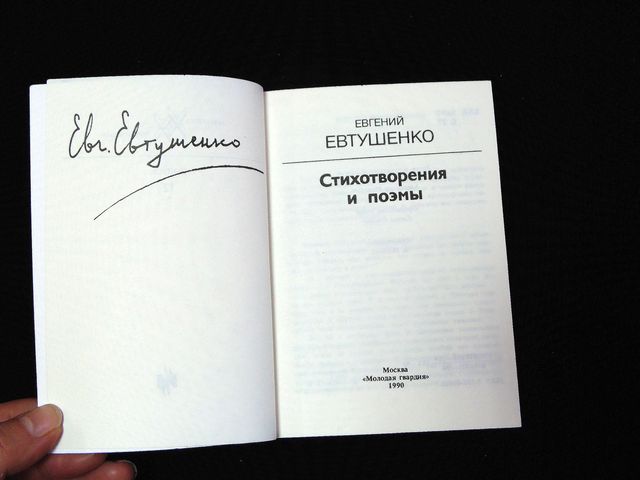 Евг. Евтушенко
ЕВГЕНИЙ
ЕВТУШЕНКО
Стихотворения
и поэмы
Москва
«Молодая гвардия»
1990